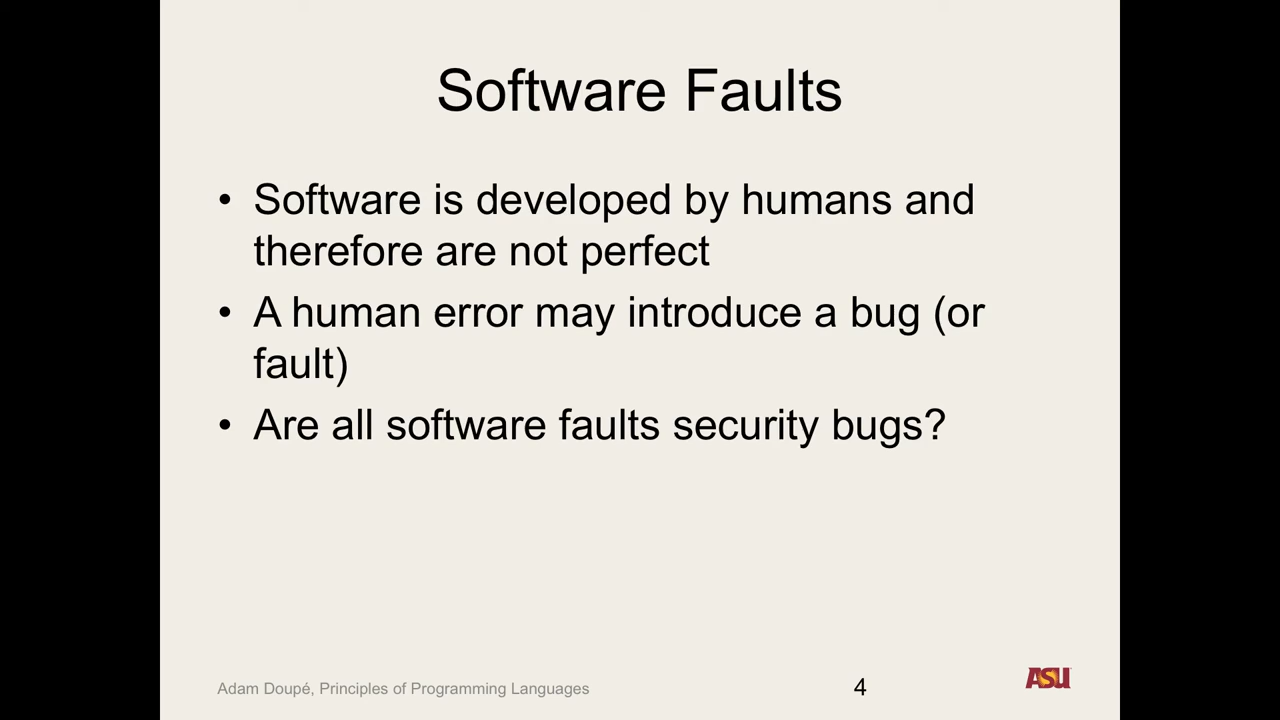 Software Faults
• Software is developed by humans and
therefore are not perfect
• A human error may introduce a bug (or
fault)
• Are all software faults security bugs?
Adam Doupé, Principles of Programming Languages
4
ASU